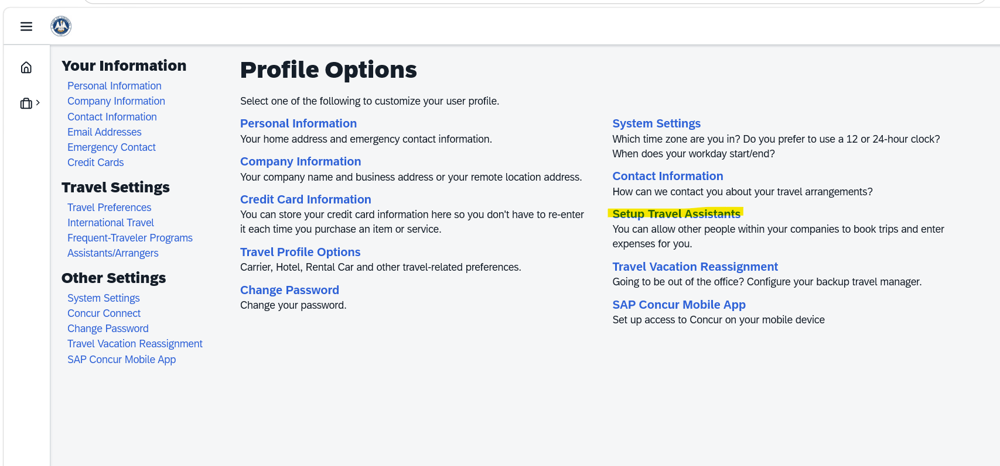 Your Information
Personal Information
Company Information
Contact Information
Email Addresses
Emergency Contact
Credit Cards
Travel Settings
Travel Preferences
International Travel
Frequent-Traveler Programs
Assistants/Arrangers
Other Settings
System Settings
Concur Connect
Change Password
Travel Vacation Reassignment
SAP Concur Mobile App
Profile Options
Select one of the following to customize your user profile.
Personal Information
Your home address and emergency contact information.
Company Information
Your company name and business address or your remote location address.
Credit Card Information
You can store your credit card information here so you don't have to re-enter
it each time you purchase an item or service.
Travel Profile Options
Carrier, Hotel, Rental Car and other travel-related preferences.
Change Password
Change your password.
System Settings
Which time zone are you in? Do you prefer to use a 12 or 24-hour clock?
When does your workday start/end?
Contact Information
How can we contact you about your travel arrangements?
Setup Travel Assistants
You can allow other people within your companies to book trips and enter
expenses for you.
Travel Vacation Reassignment
Going to be out of the office? Configure your backup travel manager.
SAP Concur Mobile App
Set up access to Concur on your mobile device